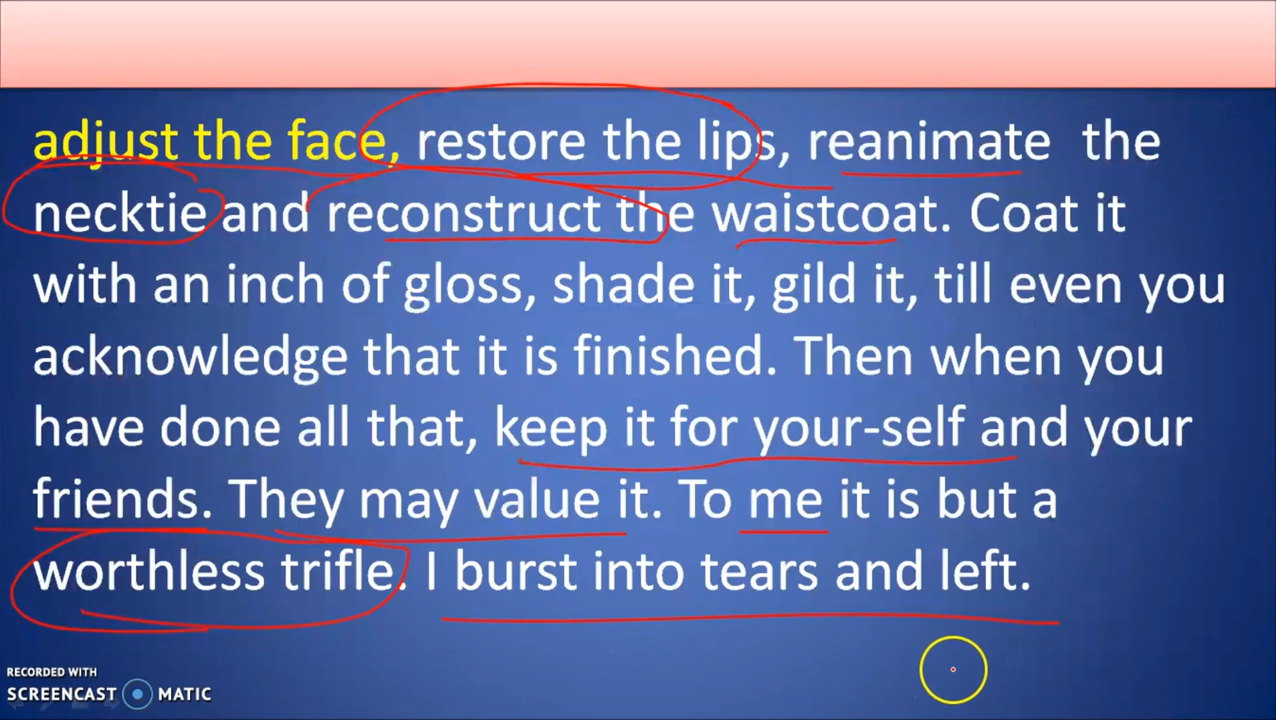 adjust the face, restore the lips, reanimate the
necktie and reconstruct the waistcoat. Coat it
with an inch of gloss, shade it, gild it, till even you
acknowledge that it is finished. Then when you
have done all that, keep it for your-self and your
friends. They may value it. To me it is but a
worthless trifle. I burst into tears and left.
RECORDED WITH
SCREENCAST MATIC